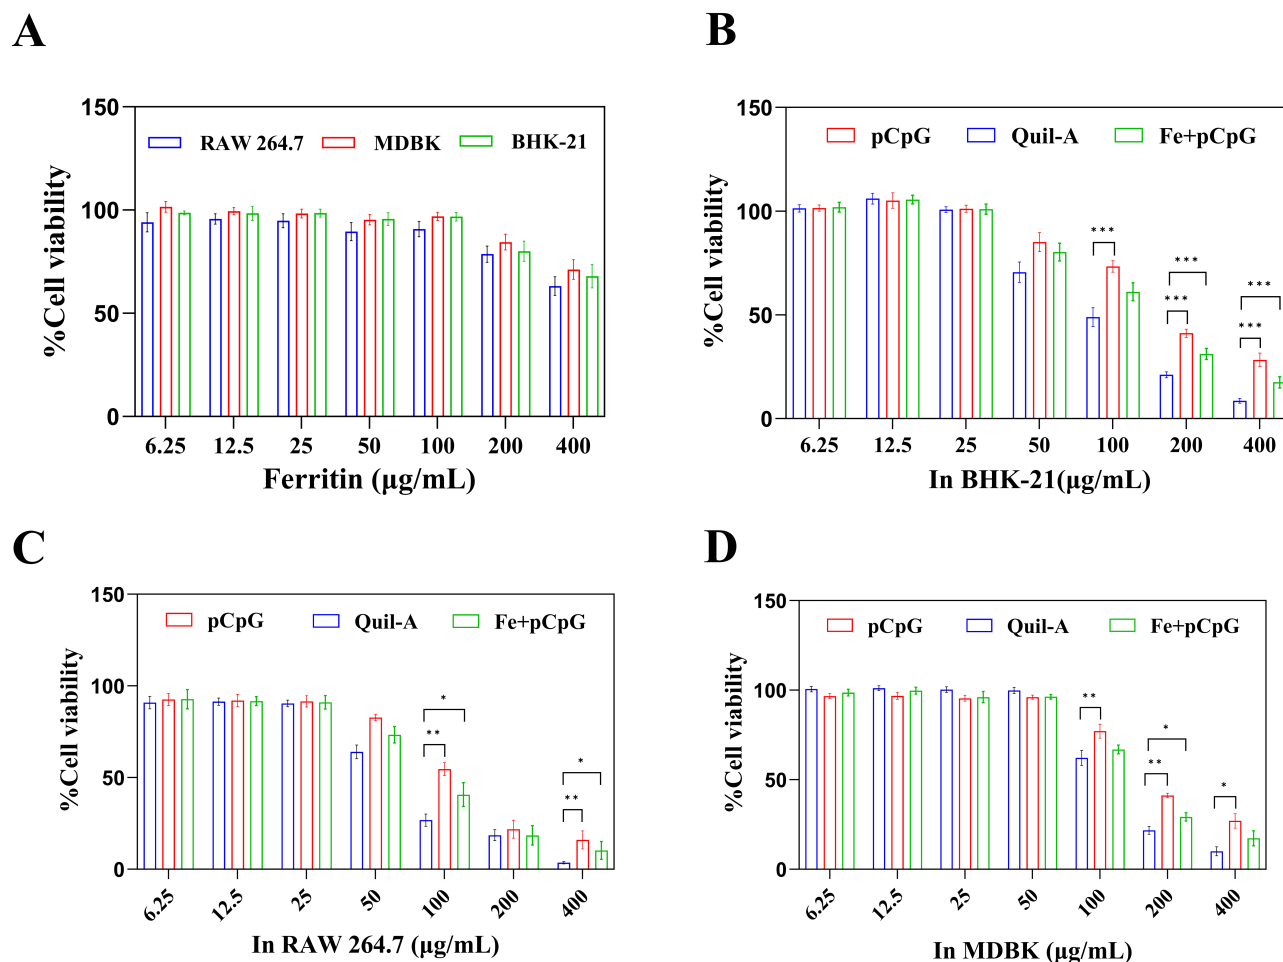 A
%Cell viability
150
100
50
0
RAW 264.7 MDBK BHK-21
6.25 12.5 25 50 100 200 400
Ferritin (μg/mL)
B
%Cell viability
150
100
50
0
pCpG Quil-A Fe+pCpG
***
***
***
***
***
6.25 12.5 25 50 100 200 400
In BHK-21(μg/mL)
C
%Cell viability
150
100
50
0
pCpG Quil-A Fe+pCpG
*
**
*
**
6.25 12.5 25 50 100 200 400
In RAW 264.7 (μg/mL)
D
%Cell viability
150
100
50
0
pCpG Quil-A Fe+pCpG
**
*
**
*
6.25 12.5 25 50 100 200 400
In MDBK (μg/mL)